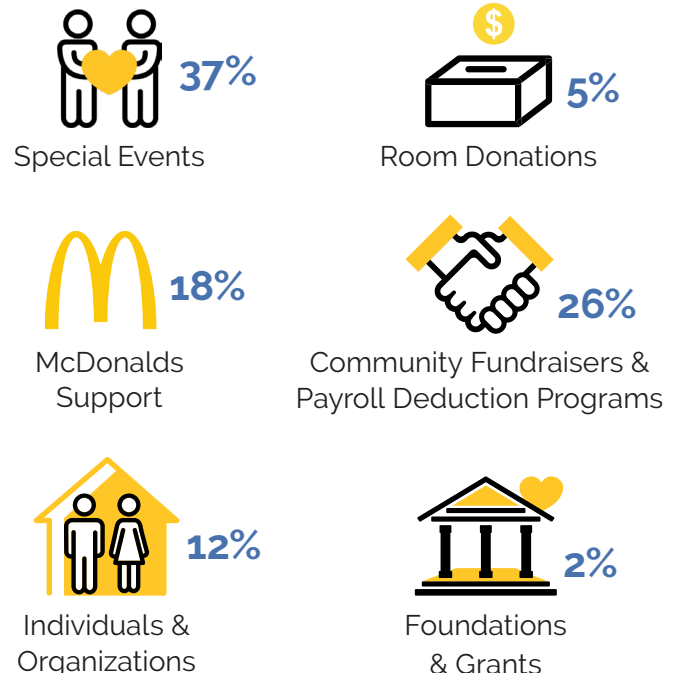 $
37%
Special Events
5%
Room Donations
18%
McDonalds
Support
26%
Community Fundraisers &
Payroll Deduction Programs
12%
Individuals &
Organizations
2%
Foundations
& Grants